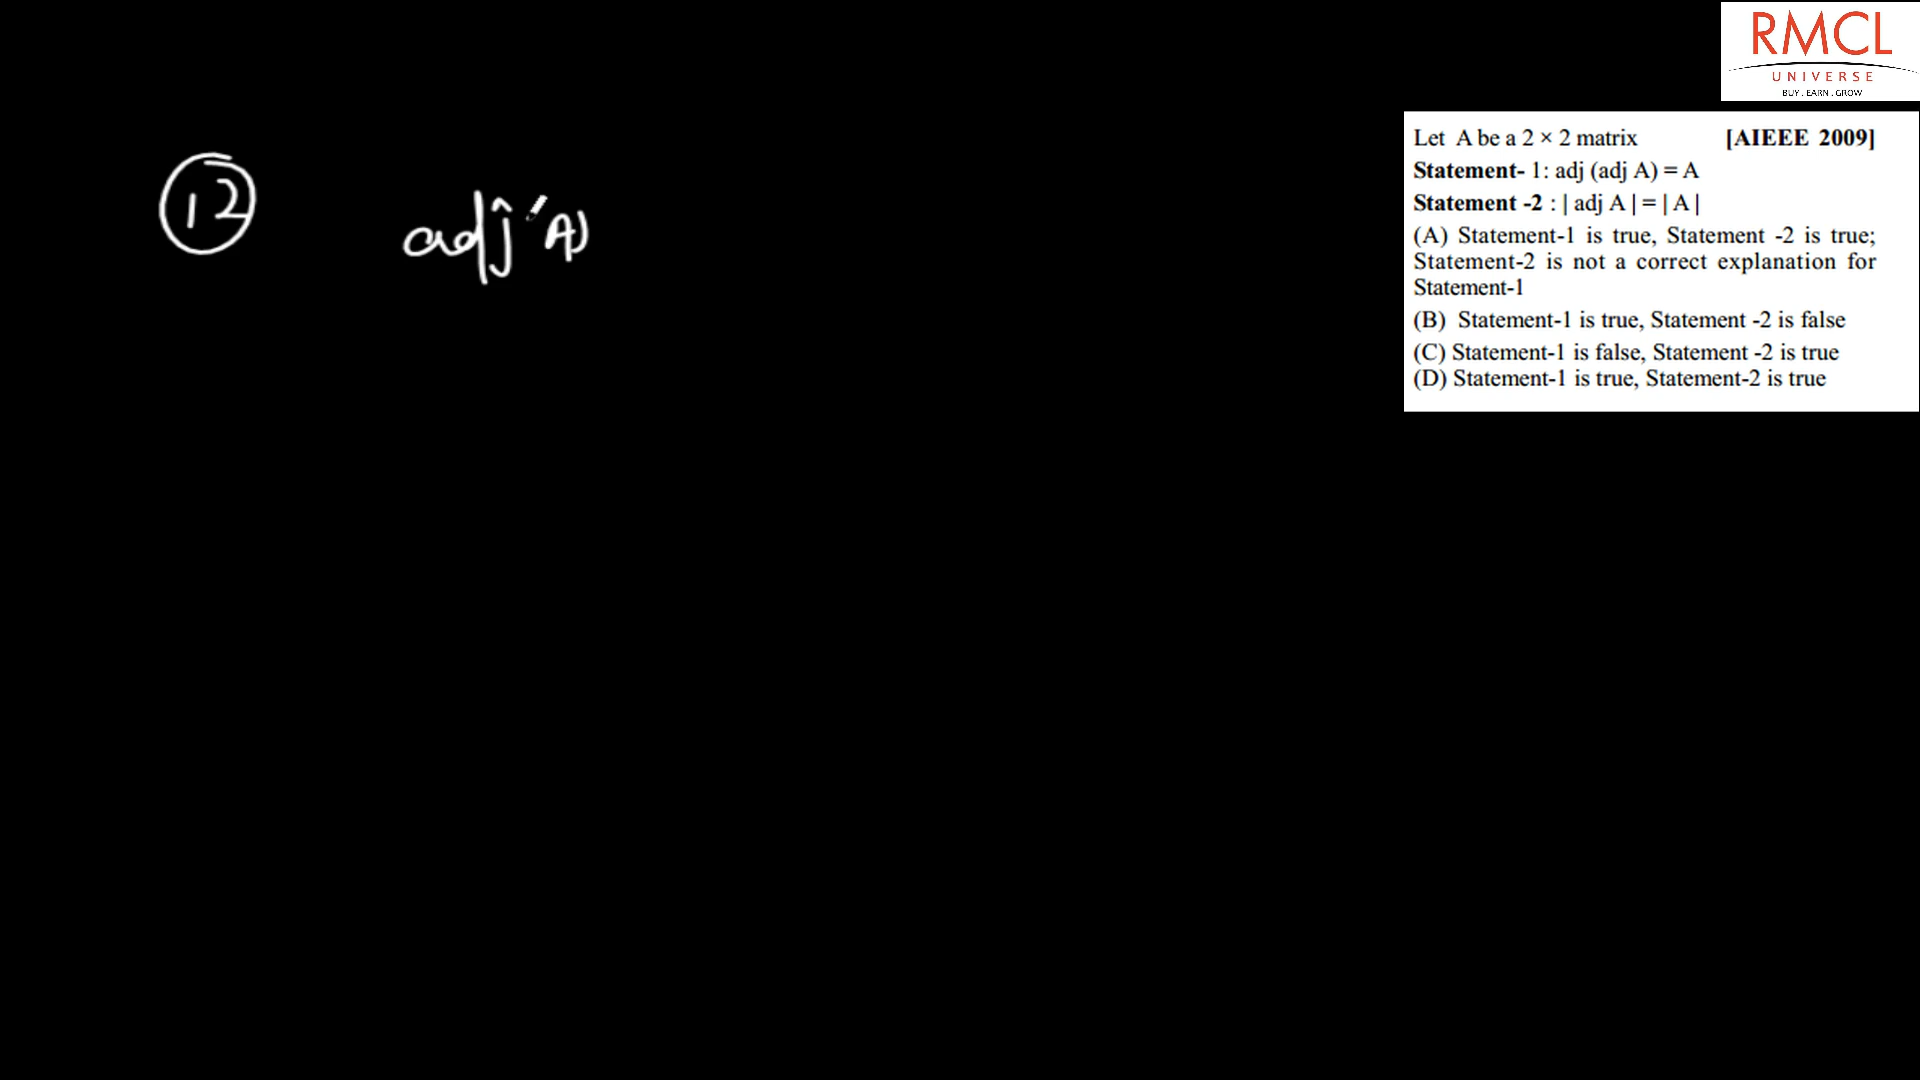 RMCL
UNIVERSE
BUY . EARN . GROW
Let A be a 2 × 2 matrix [AIEEE 2009]
Statement- 1: adj (adj A) = A
Statement -2 : | adj A | = | A |
(A) Statement-1 is true, Statement -2 is true;
Statement-2 is not a correct explanation for
Statement-1
(B) Statement-1 is true, Statement -2 is false
(C) Statement-1 is false, Statement -2 is true
(D) Statement-1 is true, Statement-2 is true
12
adj (A)